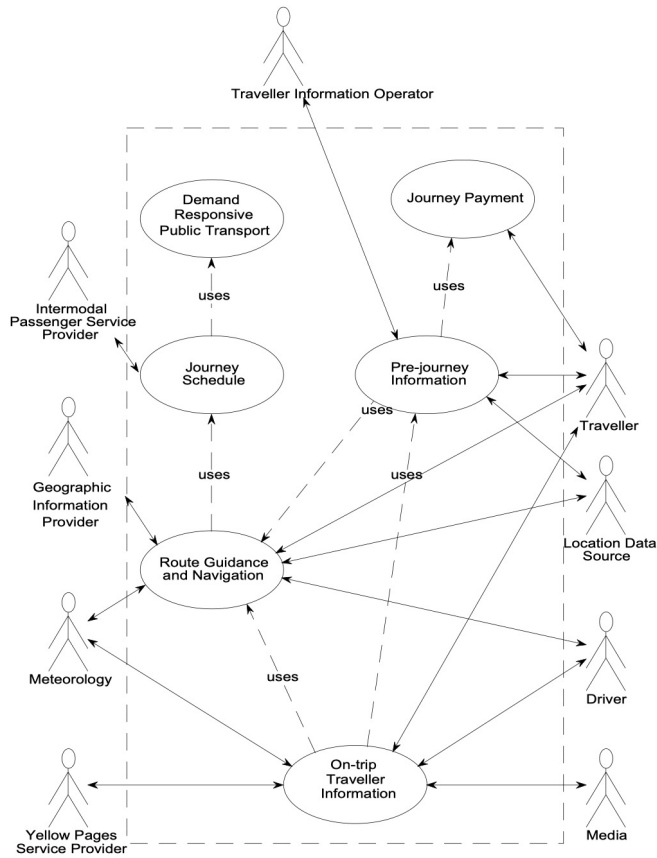 Traveller Information Operator
Demand
Responsive
Public Transport
Journey Payment
uses
uses
Intermodal
Passenger Service
Provider
Journey
Schedule
Pre-journey
Information
uses
Traveller
uses
uses
Geographic
Information
Provider
Location Data
Source
Route Guidance
and Navigation
Meteorology
uses
Driver
On-trip
Traveller
Information
Yellow Pages
Service Provider
Media